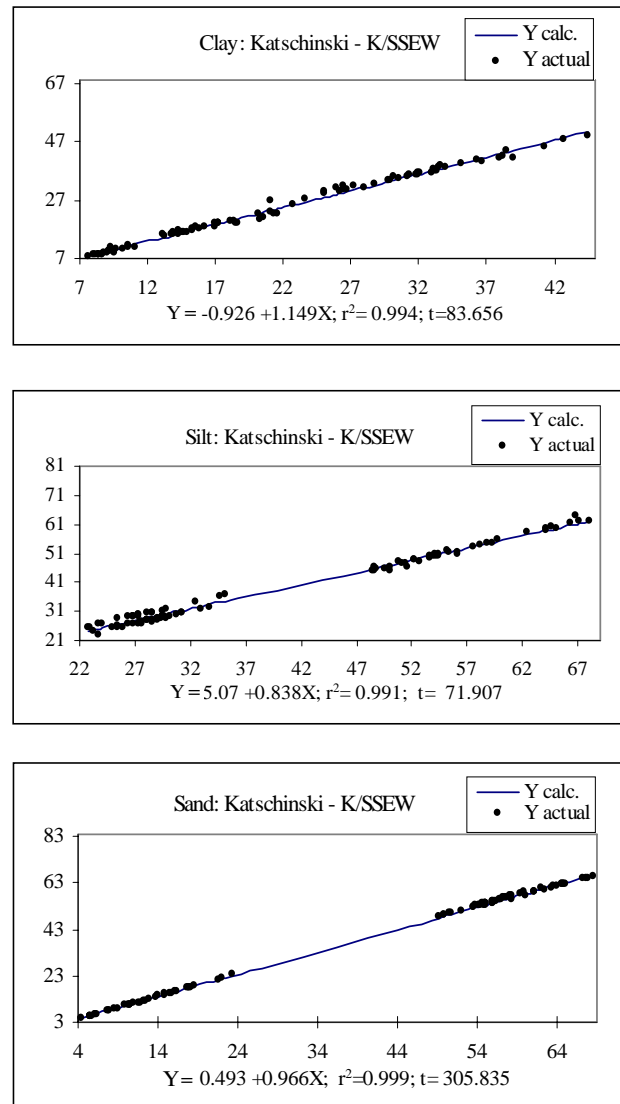 Clay: Katschinski - K/SSEW
Y calc.
Y actual
67
47
27
7
7 12 17 22 27 32 37 42
Y = -0.926 +1.149X; r²= 0.994; t=83.656
Silt: Katschinski - K/SSEW
Y calc.
Y actual
81
71
61
51
41
31
21
22 27 32 37 42 47 52 57 62 67
Y =5.07 +0.838X; r²= 0.991; t= 71.907
Sand: Katschinski - K/SSEW
Y calc.
Y actual
83
63
43
23
3
4 14 24 34 44 54 64
Y= 0.493 +0.966X; r²=0.999; t= 305.835